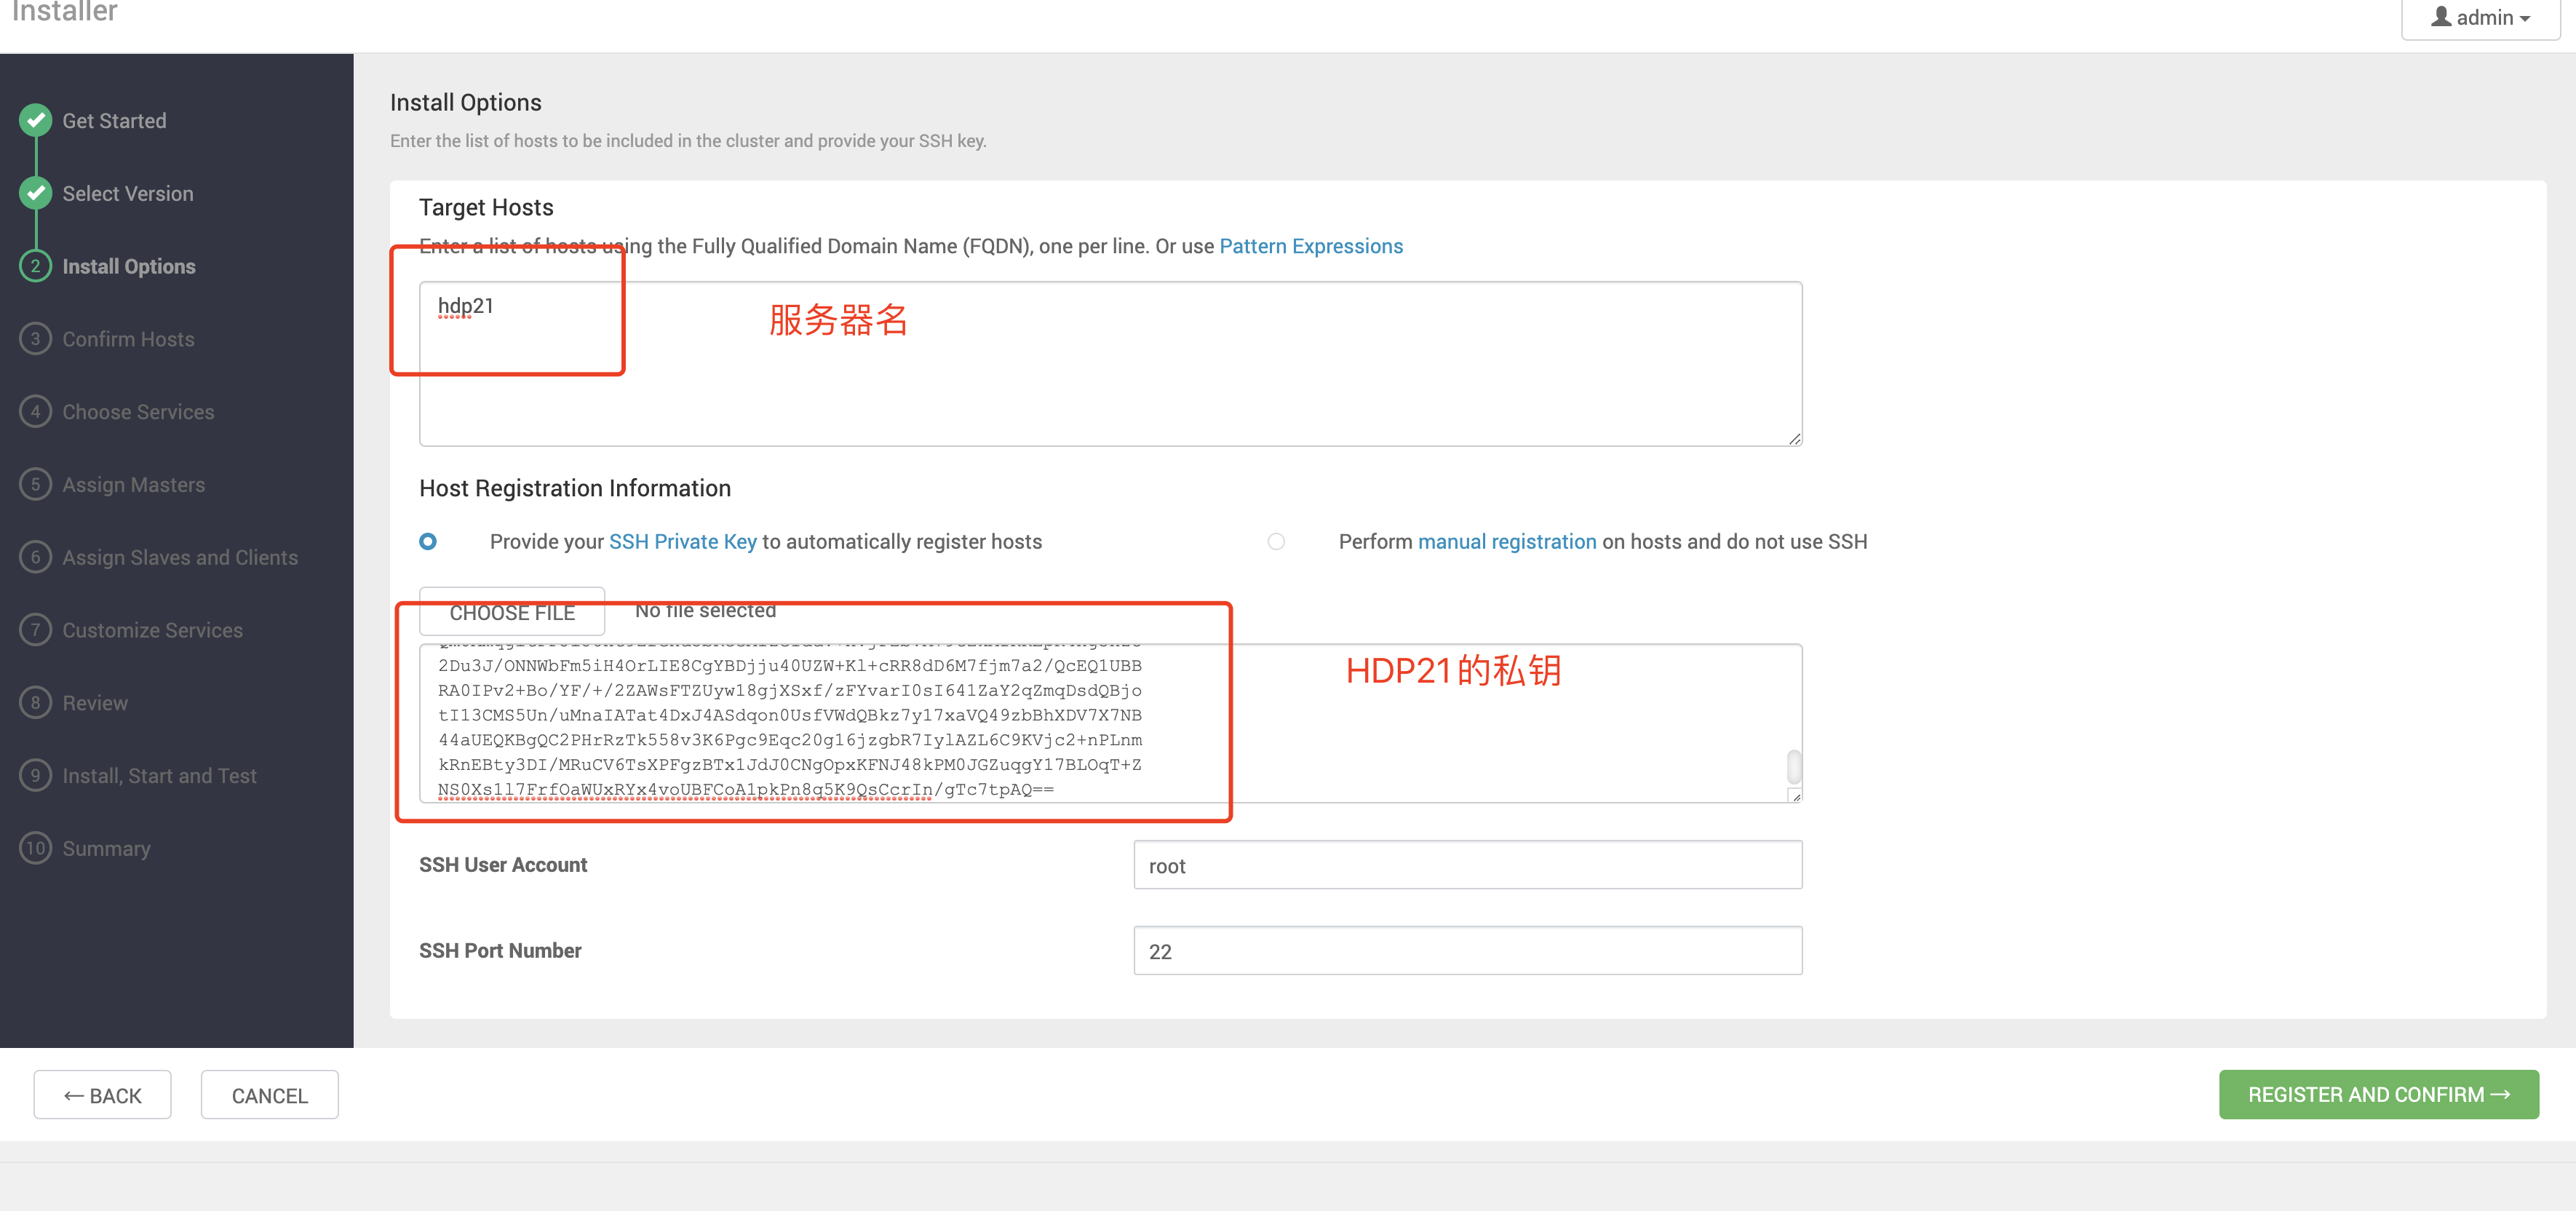 Installer
admin
Get Started
Select Version
2 Install Options
3 Confirm Hosts
4 Choose Services
5 Assign Masters
6 Assign Slaves and Clients
7 Customize Services
8 Review
9 Install, Start and Test
10 Summary
Install Options
Enter the list of hosts to be included in the cluster and provide your SSH key.
Target Hosts
Enter a list of hosts using the Fully Qualified Domain Name (FQDN), one per line. Or use Pattern Expressions
hdp21
服务器名
Host Registration Information
Provide your SSH Private Key to automatically register hosts
Perform manual registration on hosts and do not use SSH
CHOOSE FILE No file selected
2Du3J/ONNWbFm5iH4OrLIE8CgYBDjju40UZW+Kl+cRR8dD6M7fjm7a2/QcEQ1UBB
RA0IPv2+Bo/YF/+/2ZAWsFTZUyw18gjXSxf/zFYvarI0sI641ZaY2qZmqDsdQBjo
tI13CMS5Un/uMnaIATat4DxJ4ASdqon0UsfVWdQBkz7y17xaVQ49zbBhXDV7X7NB
44aUEQKBgQC2PHrRzTk558v3K6Pgc9Eqc20g16jzgbR7IylAZL6C9KVjc2+nPLnm
kRnEBty3DI/MRuCV6TsXPFgzBTx1JdJ0CNgOpxKFNJ48kPM0JGZuqgY17BLOqT+Z
NS0Xs1l7FrfOaWUxRYx4voUBFCoA1pkPn8g5K9QsCcrIn/gTc7tpAQ==
HDP21的私钥
SSH User Account
root
SSH Port Number
22
← BACK
CANCEL
REGISTER AND CONFIRM →